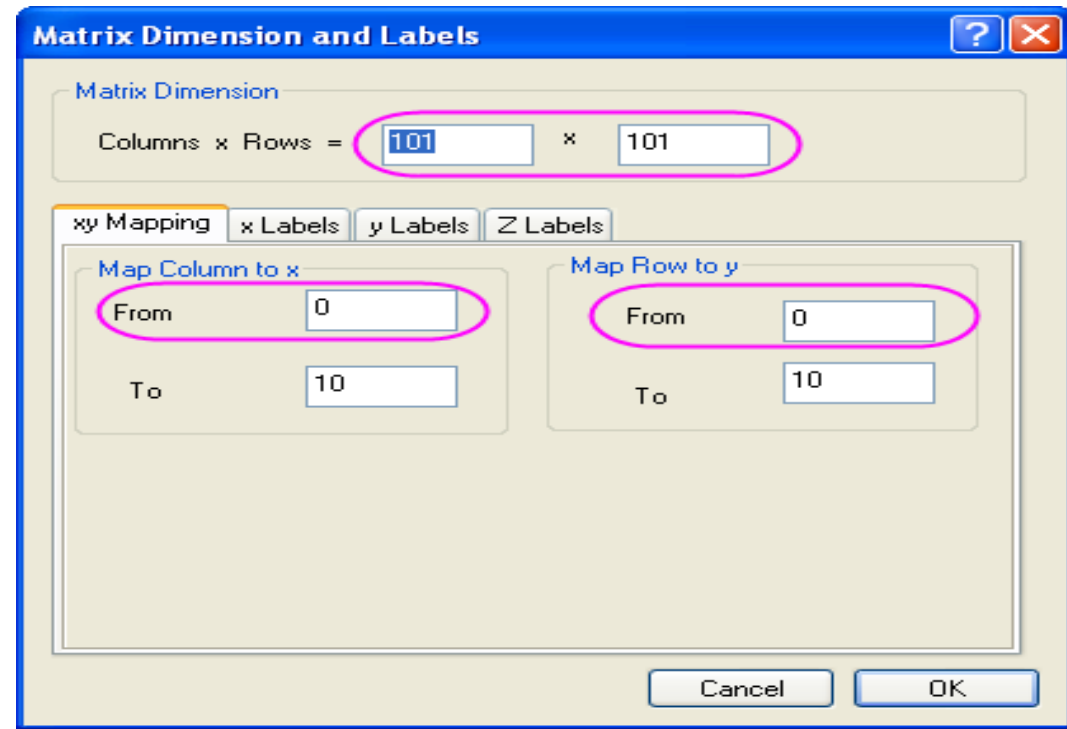 Matrix Dimension and Labels
Matrix Dimension
Columns x Rows = 101 x 101
xy Mapping x Labels y Labels Z Labels
Map Column to x
From 0
To 10
Map Row to y
From 0
To 10
Cancel OK